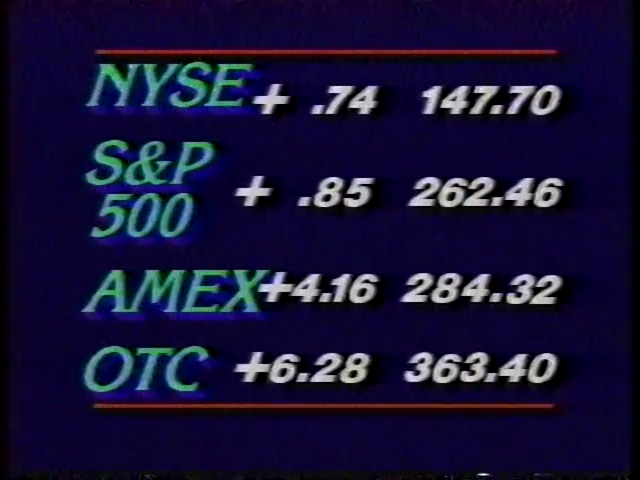 NYSE + .74 147.70
S&P
500 + .85 262.46
AMEX +4.16 284.32
OTC +6.28 363.40